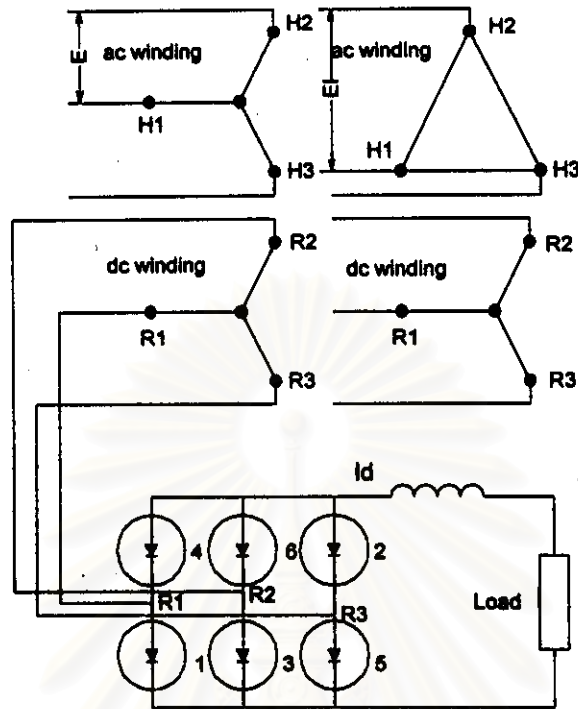 H2
E
ac winding
H1
H3
H2
El
ac winding
H1
H3
R2
dc winding
R1
R3
R2
dc winding
R1
R3
Id
4
6
2
R1
R2
R3
Load
1
3
5